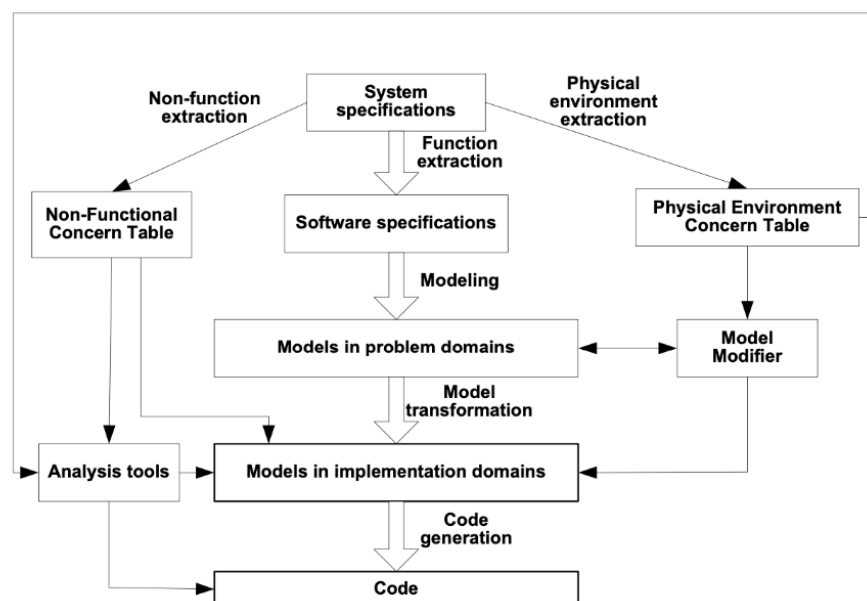 System
specifications
Non-function
extraction
Physical
environment
extraction
Function
extraction
Non-Functional
Concern Table
Software specifications
Physical Environment
Concern Table
Modeling
Models in problem domains
Model
Modifier
Model
transformation
Analysis tools
Models in implementation domains
Code
generation
Code